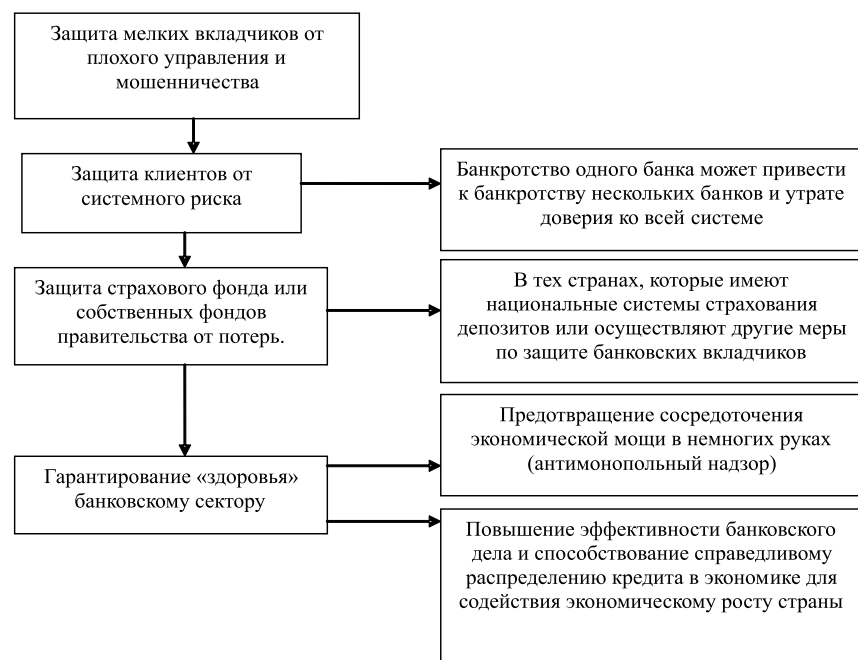 Защита мелких вкладчиков от
плохого управления и
мошенничества
Защита клиентов от
системного риска
Банкротство одного банка может привести
к банкротству нескольких банков и утрате
доверия ко всей системе
Защита страхового фонда или
собственных фондов
правительства от потерь.
В тех странах, которые имеют
национальные системы страхования
депозитов или осуществляют другие меры
по защите банковских вкладчиков
Гарантирование «здоровья»
банковскому сектору
Предотвращение сосредоточения
экономической мощи в немногих руках
(антимонопольный надзор)
Повышение эффективности банковского
дела и способствование справедливому
распределению кредита в экономике для
содействия экономическому росту страны